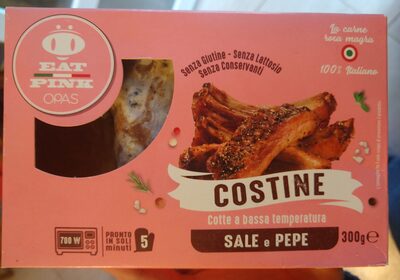 EAT
PINK
OPAS
Senza Glutine - Senza Lattosio
Senza Conservanti
La carne
rosa magra
100% Italiano
COSTINE
Cotte a bassa temperatura
SALE e PEPE
300g e
700 W
PRONTO
IN SOLI
minuti
5